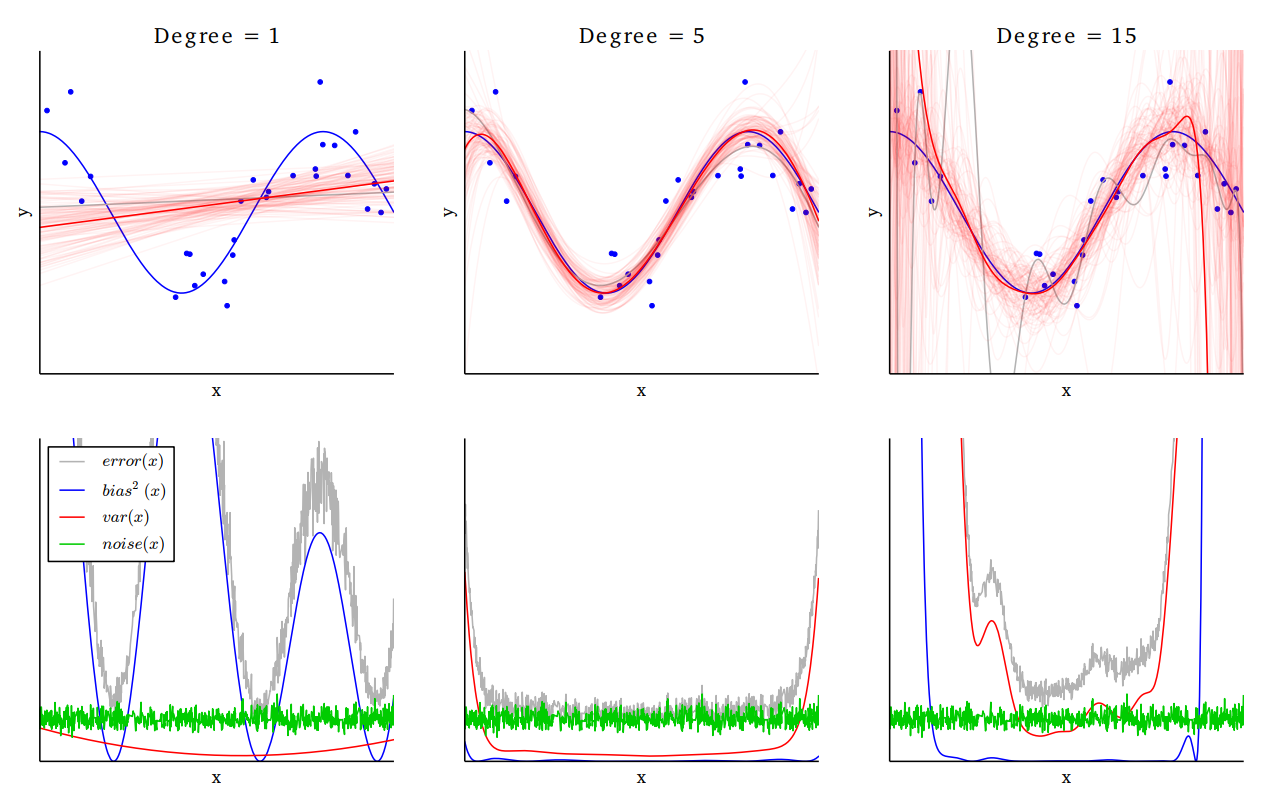 Degree = 1
Degree = 5
Degree = 15
y
y
y
x
x
x
error(x)
bias² (x)
var(x)
noise(x)
x
x
x